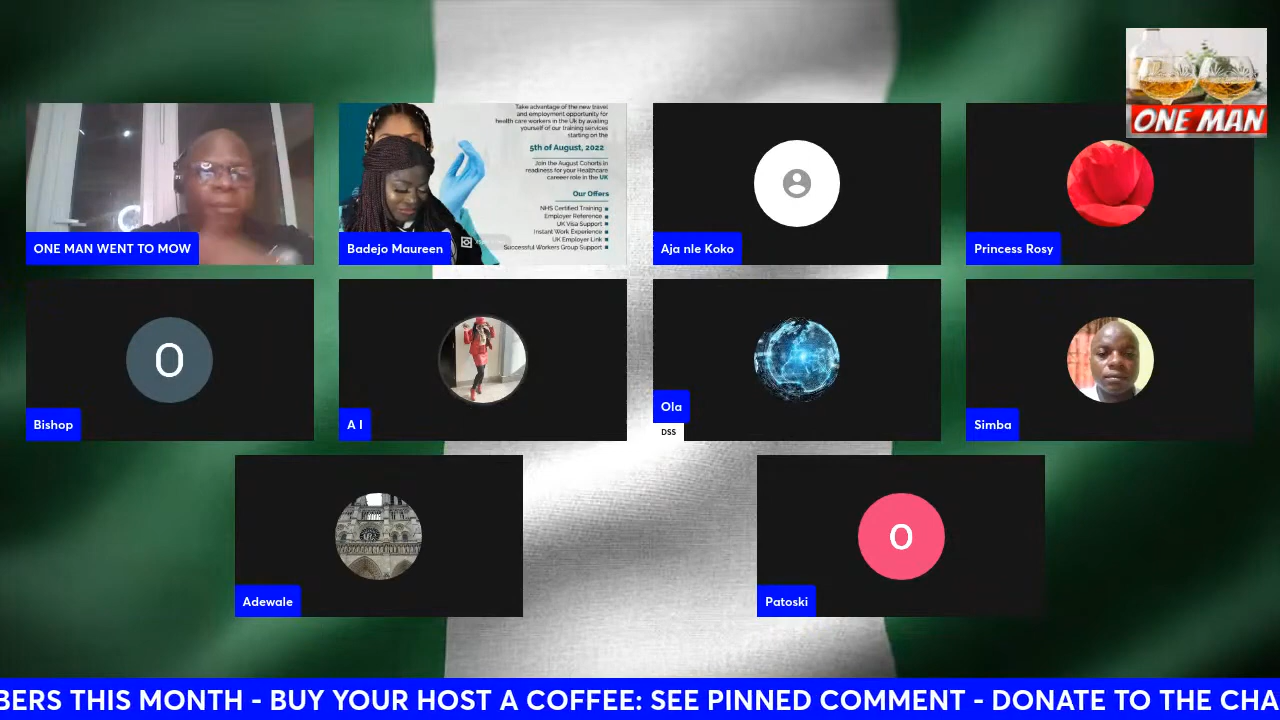 ONE MAN
ONE MAN WENT TO MOW
Take advantage of the new travel
and employment opportunity for
health care workers in the Uk by availing
yourself of our training services
starting on the
5th of August, 2022
Join the August Cohorts in
readiness for your Healthcare
careeer role in the UK
Our Offers
NHS Certified Training
Employer Reference
UK Visa Support
Instant Work Experience
UK Employer Link
Successful Workers Group Support
Badejo Maureen
Aja nle Koko
Princess Rosy
O
Bishop
A I
Ola
DSS
Simba
Adewale
O
Patoski
BERS THIS MONTH - BUY YOUR HOST A COFFEE: SEE PINNED COMMENT - DONATE TO THE CHA